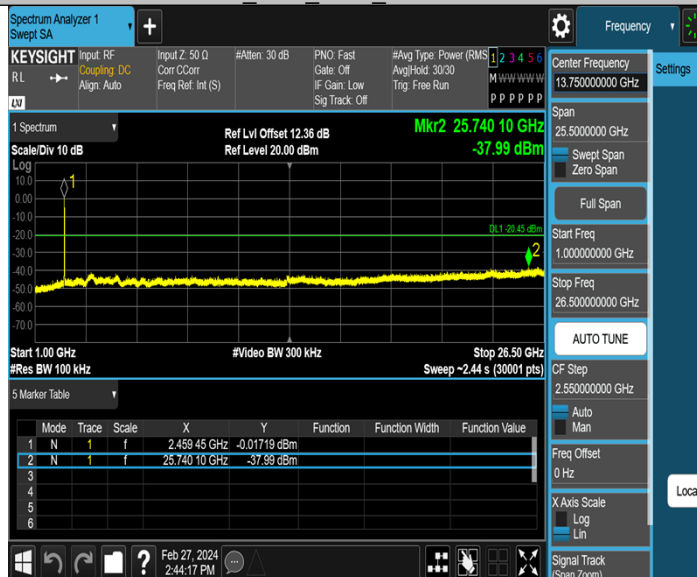 Spectrum Analyzer 1
Swept SA
+
Frequency
KEYSIGHT
RL
LXI
Input: RF
Coupling: DC
Align: Auto
Input Z: 50 Ω
Corr CCorr
Freq Ref: Int (S)
#Atten: 30 dB
PNO: Fast
Gate: Off
IF Gain: Low
Sig Track: Off
#Avg Type: Power (RMS
Avg|Hold: 30/30
Trig: Free Run
1 2 3 4 5 6
M W W W W W
P P P P P P
Center Frequency
13.750000000 GHz
Settings
Span
25.5000000 GHz
Swept Span
Zero Span
Full Span
Start Freq
1.000000000 GHz
Stop Freq
26.500000000 GHz
AUTO TUNE
CF Step
2.550000000 GHz
Auto
Man
Freq Offset
0 Hz
X Axis Scale
Log
Lin
Signal Track
(Span Zoom)
Loca
1 Spectrum
Scale/Div 10 dB
Ref Lvl Offset 12.36 dB
Ref Level 20.00 dBm
Mkr2 25.740 10 GHz
-37.99 dBm
Log
10.0
0.00
-10.0
-20.0
-30.0
-40.0
-50.0
-60.0
-70.0
1
DL1 -20.45 dBm
2
Start 1.00 GHz
#Res BW 100 kHz
#Video BW 300 kHz
Stop 26.50 GHz
Sweep ~2.44 s (30001 pts)
5 Marker Table
Mode Trace Scale X Y Function Function Width Function Value
1 N 1 f 2.459 45 GHz -0.01719 dBm
2 N 1 f 25.740 10 GHz -37.99 dBm
3
4
5
6
?
Feb 27, 2024
2:44:17 PM